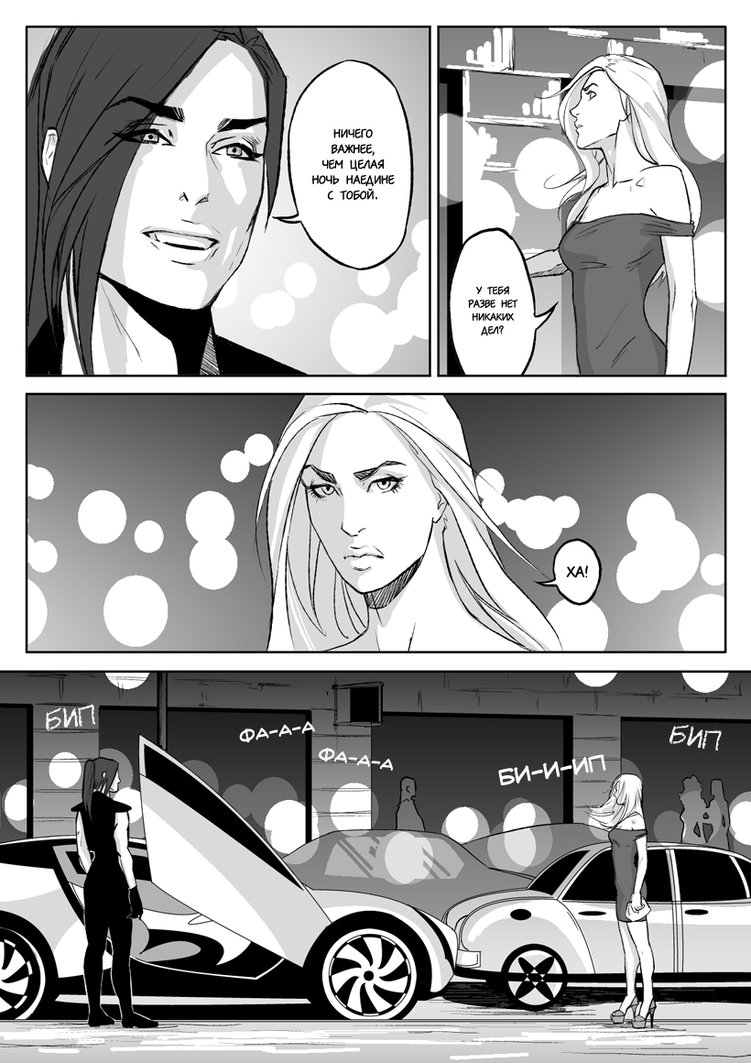 НИЧЕГО
ВАЖНЕЕ,
ЧЕМ ЦЕЛАЯ
НОЧЬ НАЕДИНЕ
С ТОБОЙ.
У ТЕБЯ
РАЗВЕ НЕТ
НИКАКИХ
ДЕЛ?
ХА!
БИП
ФА-А-А
ФА-А-А
БИ-И-ИП
БИП